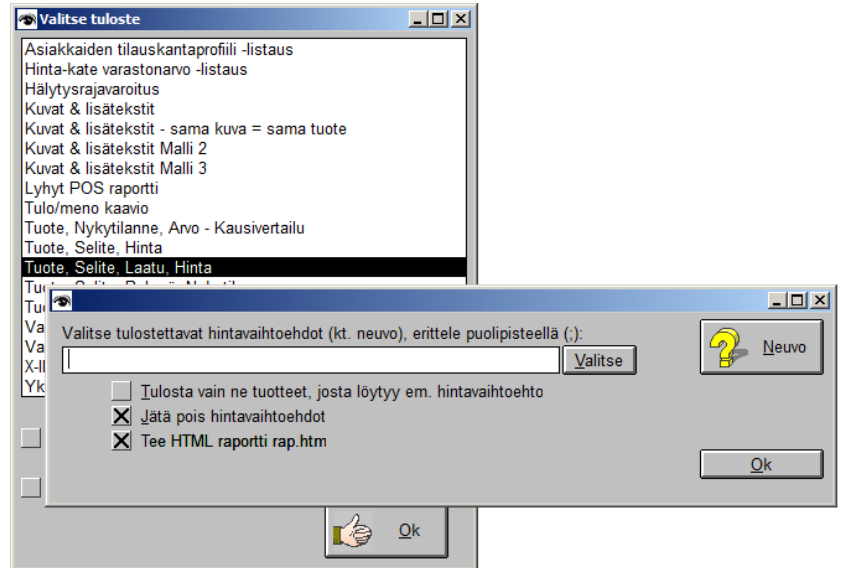 Valitse tuloste
Asiakkaiden tilauskantaprofiili -listaus
Hinta-kate varastonarvo -listaus
Hälytysrajavaroitus
Kuvat & lisätekstit
Kuvat & lisätekstit - sama kuva = sama tuote
Kuvat & lisätekstit Malli 2
Kuvat & lisätekstit Malli 3
Lyhyt POS raportti
Tulo/meno kaavio
Tuote, Nykytilanne, Arvo - Kausivertailu
Tuote, Selite, Hinta
Tuote, Selite, Laatu, Hinta
Valitse tulostettavat hintavaihtoehdot (kt. neuvo), erittele puolipisteellä (;):
Valitse
Neuvo
Tulosta vain ne tuotteet, josta löytyy em. hintavaihtoehto
Jätä pois hintavaihtoehdot
Tee HTML raportti rap.htm
Ok
Ok